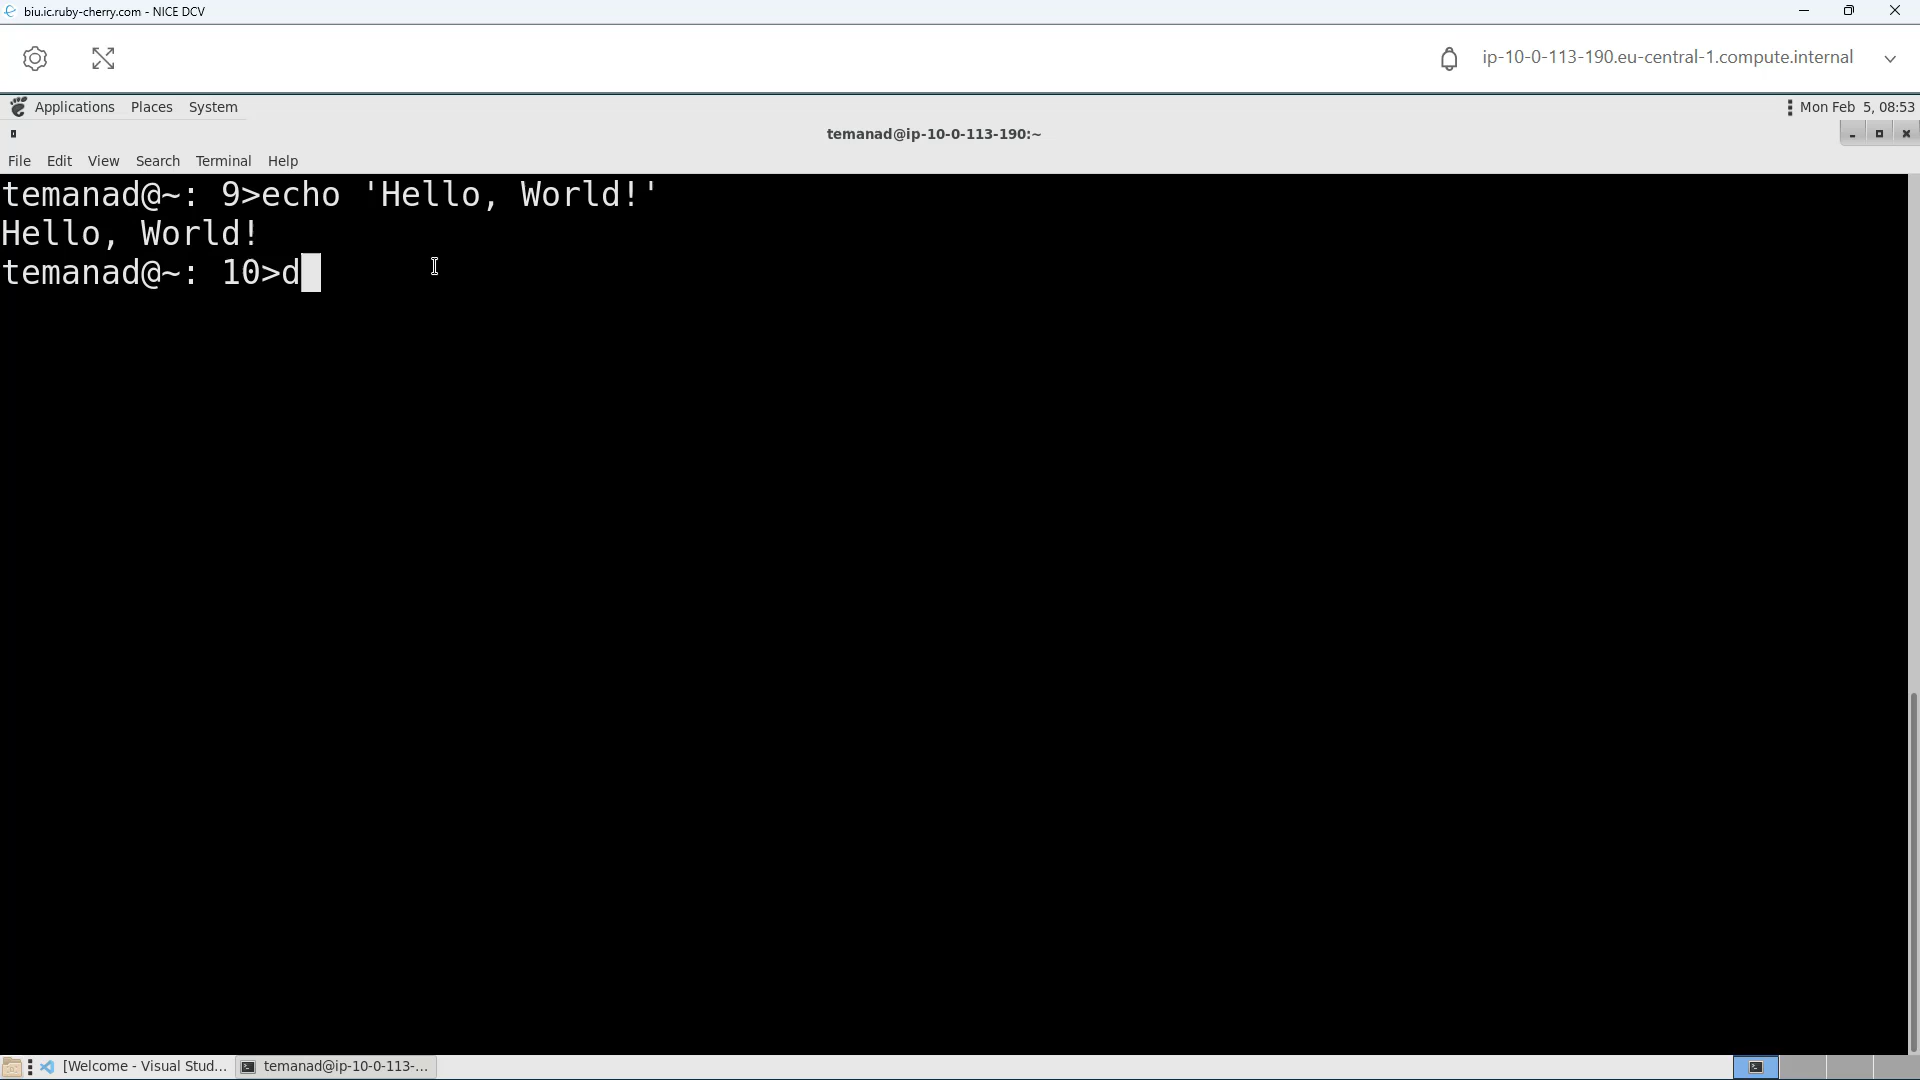 biu.ic.ruby-cherry.com - NICE DCV
ip-10-0-113-190.eu-central-1.compute.internal
Applications Places System
Mon Feb 5, 08:53
temanad@ip-10-0-113-190:~
File Edit View Search Terminal Help
temanad@~: 9>echo 'Hello, World!'
Hello, World!
temanad@~: 10>d
[Welcome - Visual Stud... temanad@ip-10-0-113-...